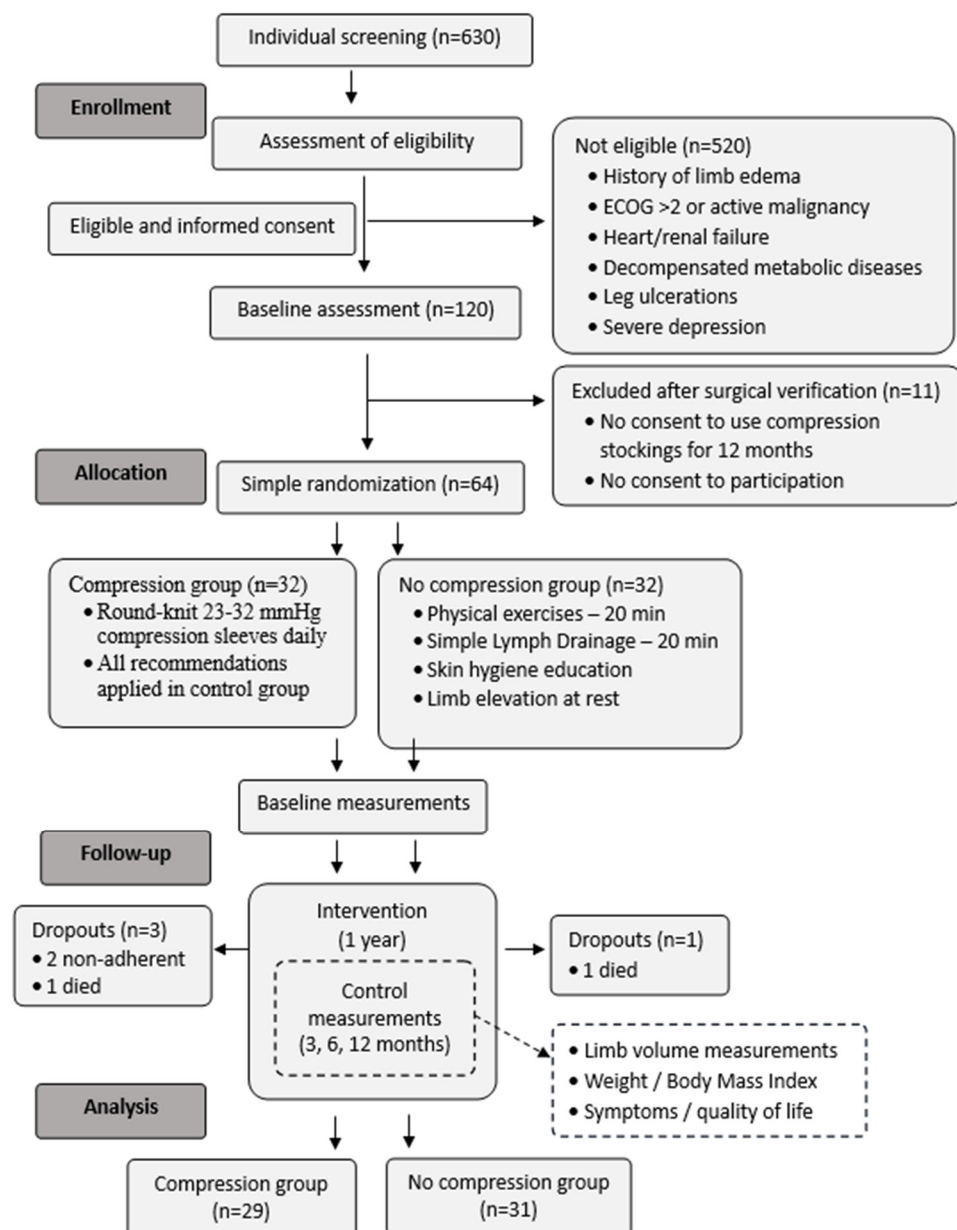 Individual screening (n=630)
Enrollment
Assessment of eligibility
Not eligible (n=520)
• History of limb edema
• ECOG >2 or active malignancy
• Heart/renal failure
• Decompensated metabolic diseases
• Leg ulcerations
• Severe depression
Eligible and informed consent
Baseline assessment (n=120)
Excluded after surgical verification (n=11)
• No consent to use compression
stockings for 12 months
• No consent to participation
Allocation
Simple randomization (n=64)
Compression group (n=32)
• Round-knit 23-32 mmHg
compression sleeves daily
• All recommendations
applied in control group
No compression group (n=32)
• Physical exercises – 20 min
• Simple Lymph Drainage – 20 min
• Skin hygiene education
• Limb elevation at rest
Baseline measurements
Follow-up
Dropouts (n=3)
• 2 non-adherent
• 1 died
Intervention
(1 year)
Control
measurements
(3, 6, 12 months)
Dropouts (n=1)
• 1 died
• Limb volume measurements
• Weight / Body Mass Index
• Symptoms / quality of life
Analysis
Compression group
(n=29)
No compression group
(n=31)